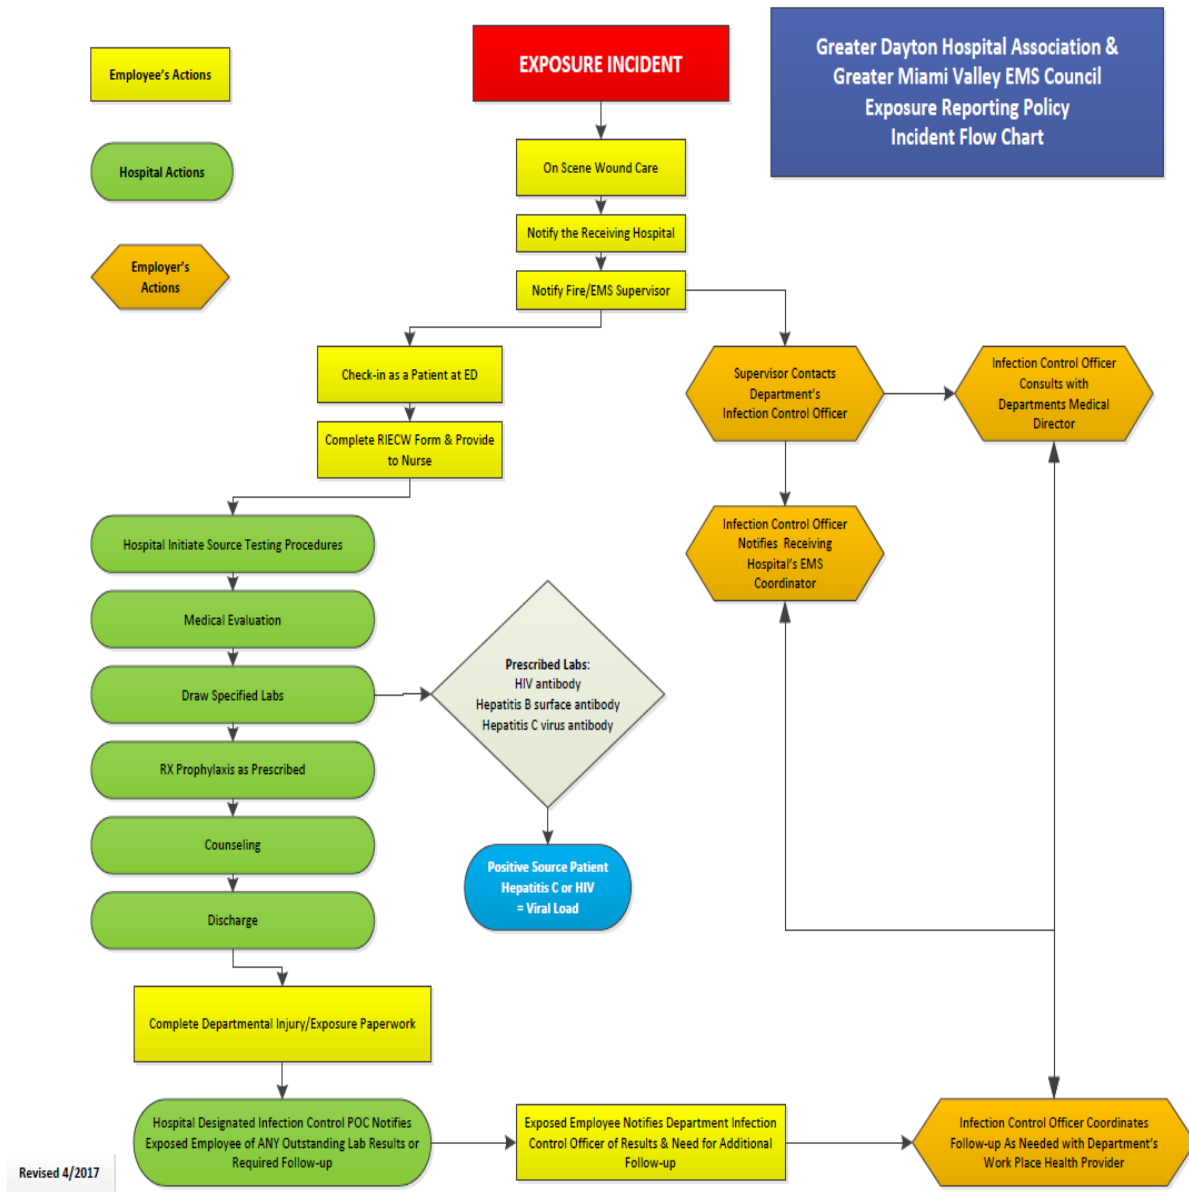 Employee's Actions
Hospital Actions
Employer's
Actions
EXPOSURE INCIDENT
Greater Dayton Hospital Association &
Greater Miami Valley EMS Council
Exposure Reporting Policy
Incident Flow Chart
On Scene Wound Care
Notify the Receiving Hospital
Notify Fire/EMS Supervisor
Check-in as a Patient at ED
Complete RIECW Form & Provide
to Nurse
Supervisor Contacts
Department's
Infection Control Officer
Infection Control Officer
Consults with
Departments Medical
Director
Infection Control Officer
Notifies Receiving
Hospital's EMS
Coordinator
Hospital Initiate Source Testing Procedures
Medical Evaluation
Draw Specified Labs
Prescribed Labs:
HIV antibody
Hepatitis B surface antibody
Hepatitis C virus antibody
RX Prophylaxis as Prescribed
Counseling
Positive Source Patient
Hepatitis C or HIV
= Viral Load
Discharge
Complete Departmental Injury/Exposure Paperwork
Hospital Designated Infection Control POC Notifies
Exposed Employee of ANY Outstanding Lab Results or
Required Follow-up
Exposed Employee Notifies Department Infection
Control Officer of Results & Need for Additional
Follow-up
Infection Control Officer Coordinates
Follow-up As Needed with Department's
Work Place Health Provider
Revised 4/2017